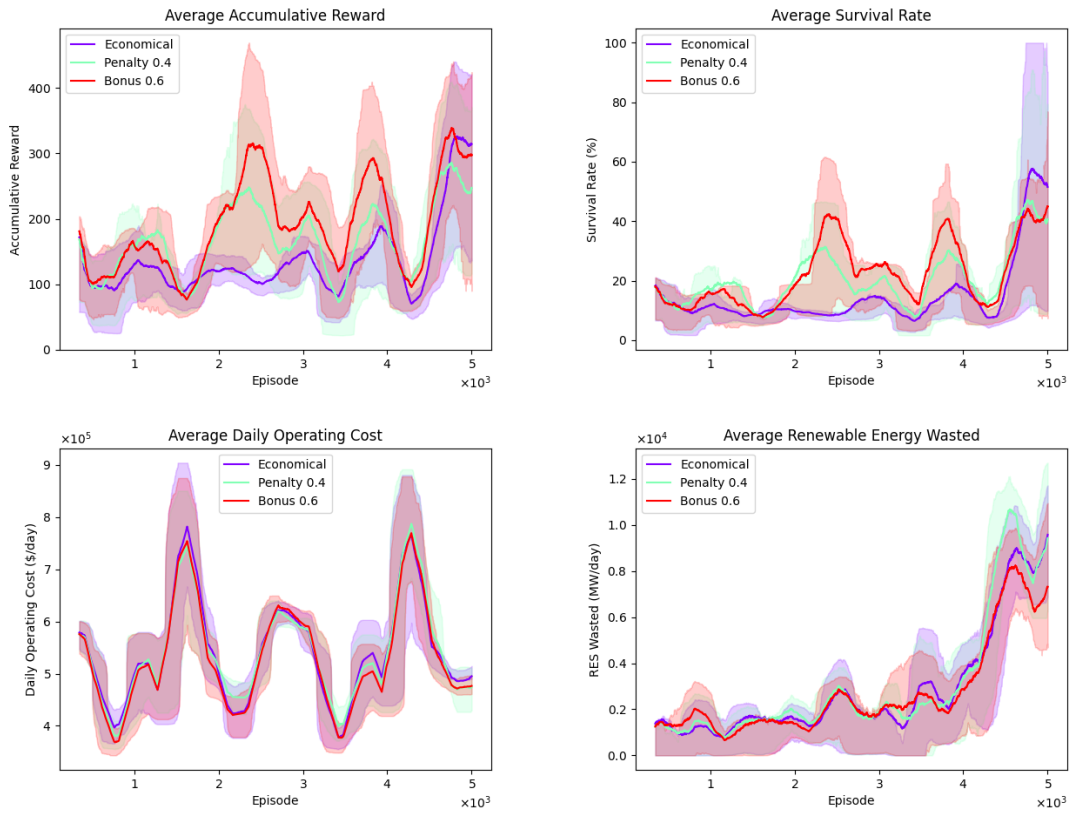 Average Accumulative Reward
Economical
Penalty 0.4
Bonus 0.6
Accumulative Reward
400
300
200
100
0
1
2
3
4
5
×10³
Episode
Average Survival Rate
Economical
Penalty 0.4
Bonus 0.6
Survival Rate (%)
100
80
60
40
20
0
1
2
3
4
5
×10³
Episode
×10⁵
Average Daily Operating Cost
Economical
Penalty 0.4
Bonus 0.6
Daily Operating Cost ($/day)
9
8
7
6
5
4
1
2
3
4
5
×10³
Episode
×10⁴
Average Renewable Energy Wasted
Economical
Penalty 0.4
Bonus 0.6
RES Wasted (MW/day)
1.2
1.0
0.8
0.6
0.4
0.2
0.0
1
2
3
4
5
×10³
Episode